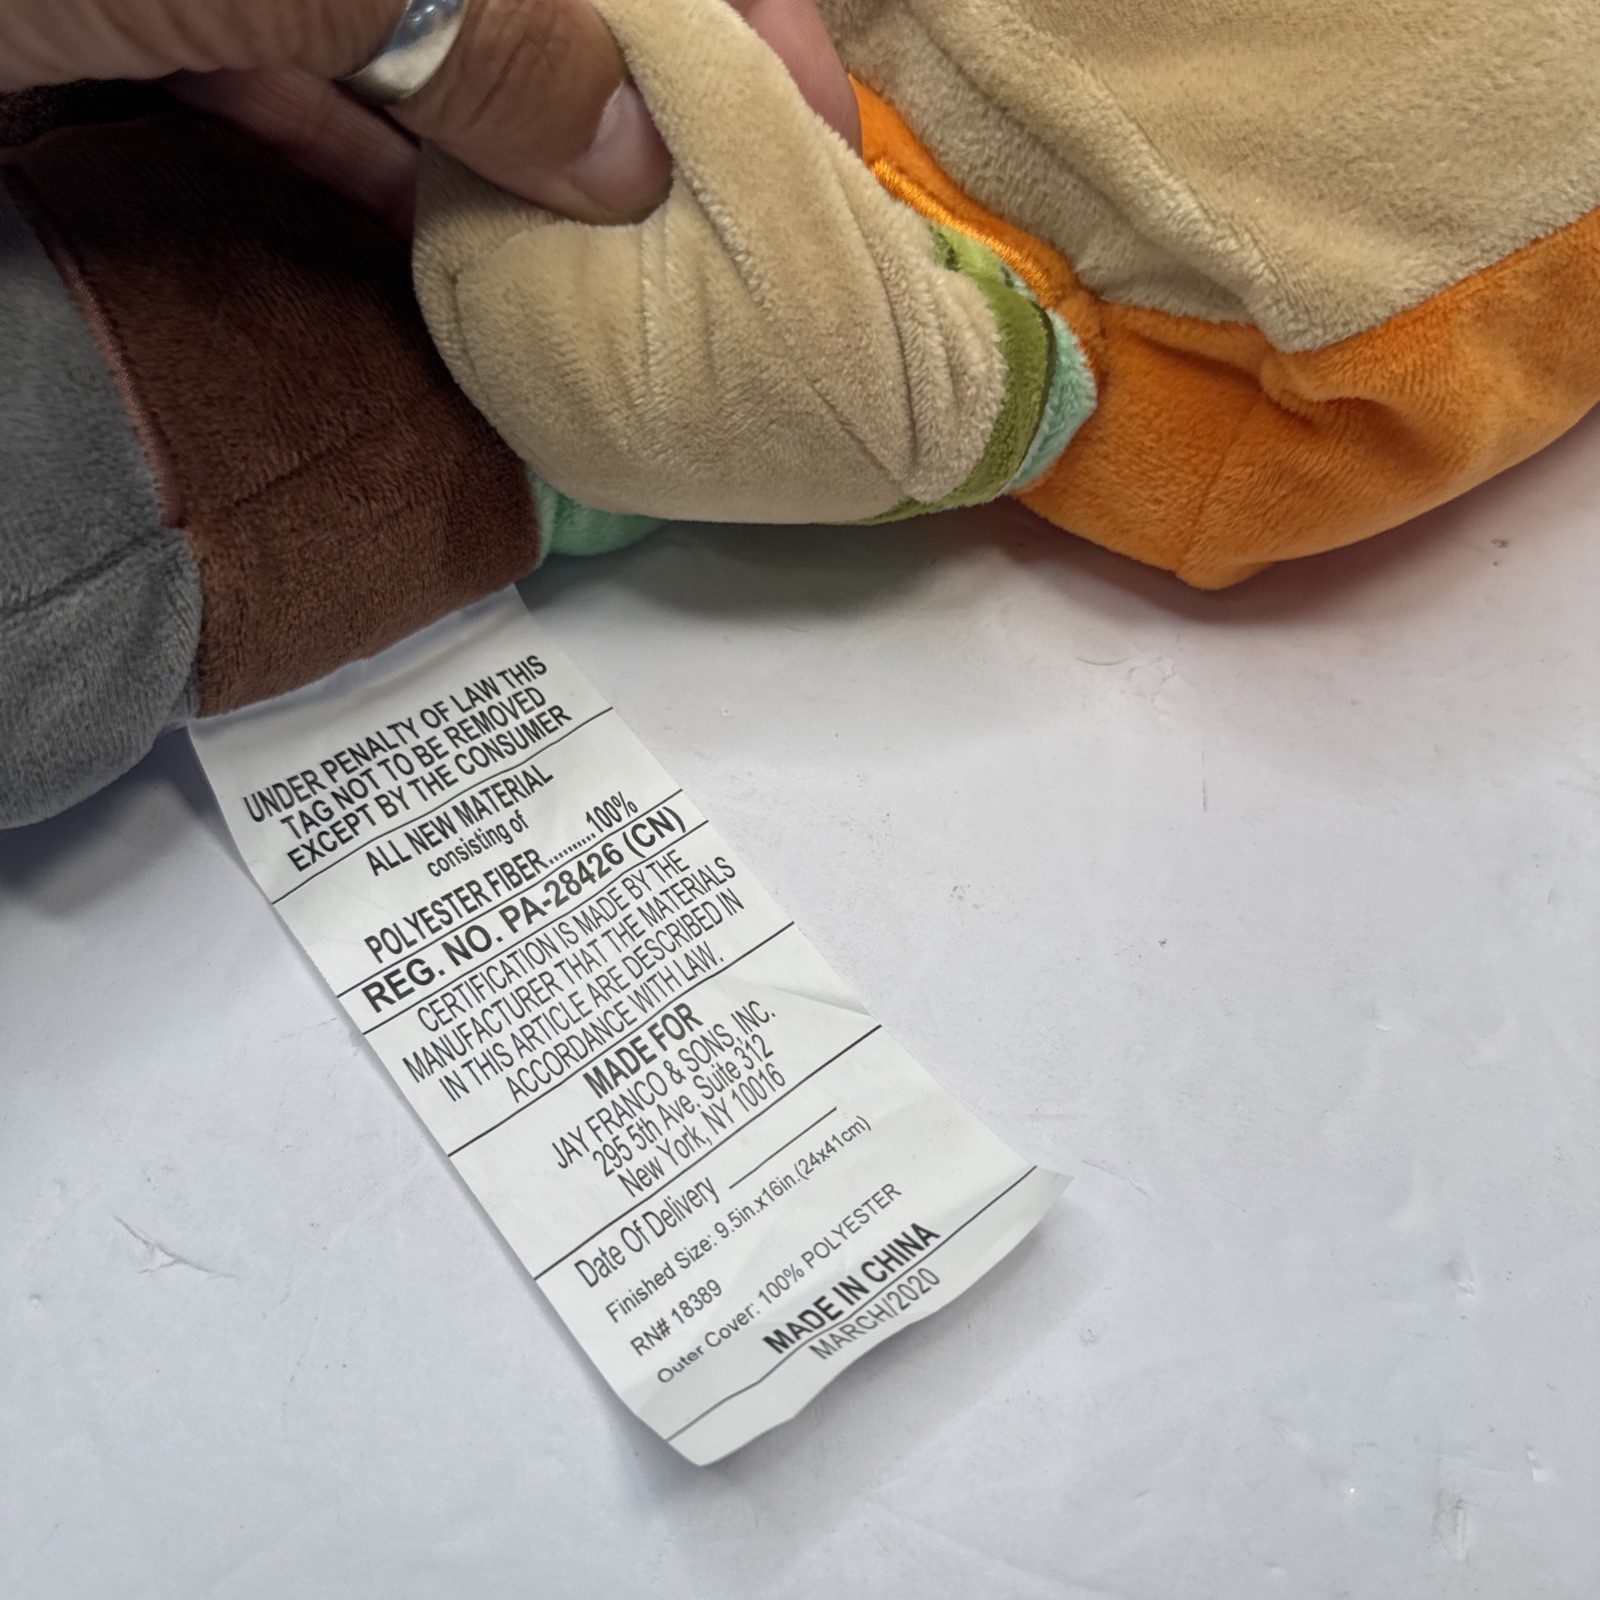 UNDER PENALTY OF LAW THIS
TAG NOT TO BE REMOVED
EXCEPT BY THE CONSUMER
ALL NEW MATERIAL
consisting of
POLYESTER FIBER..........100%
REG. NO. PA-28426 (CN)
CERTIFICATION IS MADE BY THE
MANUFACTURER THAT THE MATERIALS
IN THIS ARTICLE ARE DESCRIBED IN
ACCORDANCE WITH LAW.
MADE FOR
JAY FRANCO & SONS, INC.
295 5th Ave. Suite 312
New York, NY 10016
Date Of Delivery
Finished Size: 9.5in.x16in.(24x41cm)
RN# 18389
Outer Cover: 100% POLYESTER
MADE IN CHINA
MARCH/2020